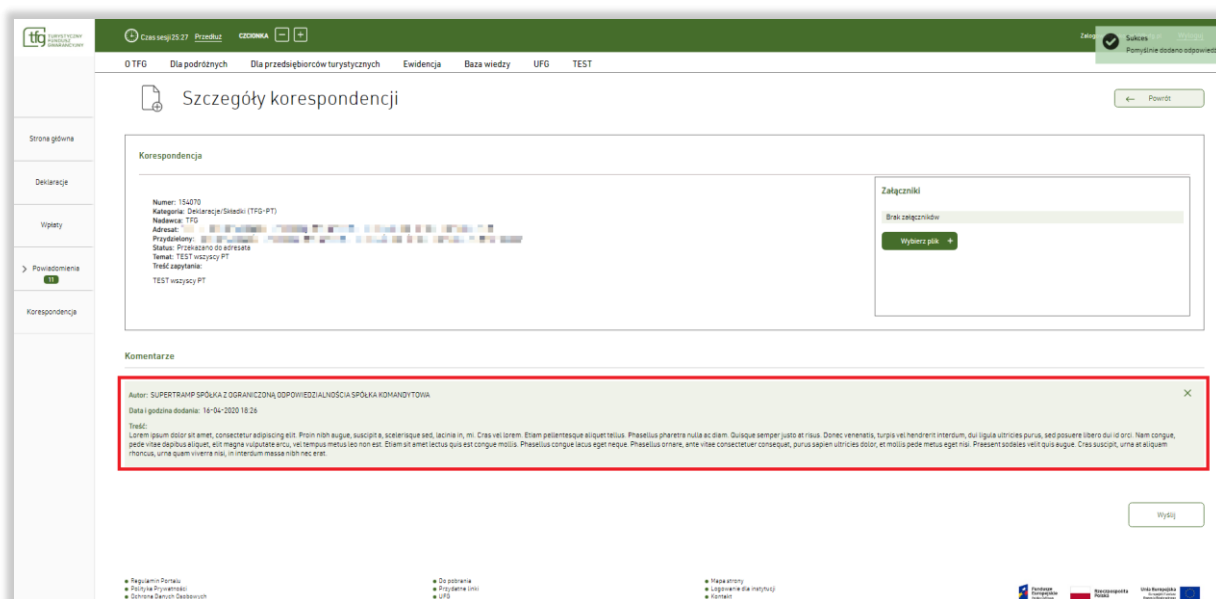 tfg TURYSTYCZNY
FUNDUSZ
GWARANCYJNY
Czas sesji 25:27 Przedłuż CZCIONKA
Sukces
Pomyślnie dodano odpowiedź
O TFG Dla podróżnych Dla przedsiębiorców turystycznych Ewidencja Baza wiedzy UFG TEST
Szczegóły korespondencji
← Powrót
Strona główna
Deklaracje
Wpłaty
Powiadomienia
11
Korespondencja
Korespondencja
Numer: 154070
Kategoria: Deklaracje/Składki (TFG-PT)
Nadawca: TFG
Adresat:
Przydzielony:
Status: Przekazano do adresata
Temat: TEST wszyscy PT
Treść zapytania:
TEST wszyscy PT
Załączniki
Brak załączników
Wybierz plik +
Komentarze
Autor: SUPERTRAMP SPÓŁKA Z OGRANICZONĄ ODPOWIEDZIALNOŚCIA SPÓŁKA KOMANDYTOWA
Data i godzina dodania: 16-04-2020 18:26
Treść:
Lorem ipsum dolor sit amet, consectetur adipiscing elit. Proin nibh augue, suscipit a, scelerisque sed, lacinia in, mi. Cras vel lorem. Etiam pellentesque aliquet tellus. Phasellus pharetra nulla ac diam. Quisque semper justo at risus. Donec venenatis, turpis vel hendrerit interdum, dui ligula ultricies purus, sed posuere libero dui id orci. Nam congue,
pede vitae dapibus aliquet, elit magna vulputate arcu, vel tempus metus leo non est. Etiam sit amet lectus quis est congue mollis. Phasellus congue lacus eget neque. Phasellus ornare, ante vitae consectetuer consequat, purus sapien ultricies dolor, et mollis pede metus eget nisi. Praesent sodales velit quis augue. Cras suscipit, urna at aliquam
rhoncus, urna quam viverra nisi, in interdum massa nibh nec erat.
Wyślij
Regulamin Portalu
Polityka Prywatności
Ochrona Danych Osobowych
Do pobrania
Przydatne linki
UFG
Mapa strony
Logowanie dla instytucji
Kontakt
Fundusze
Europejskie
Rzeczpospolita
Polska
Unia Europejska